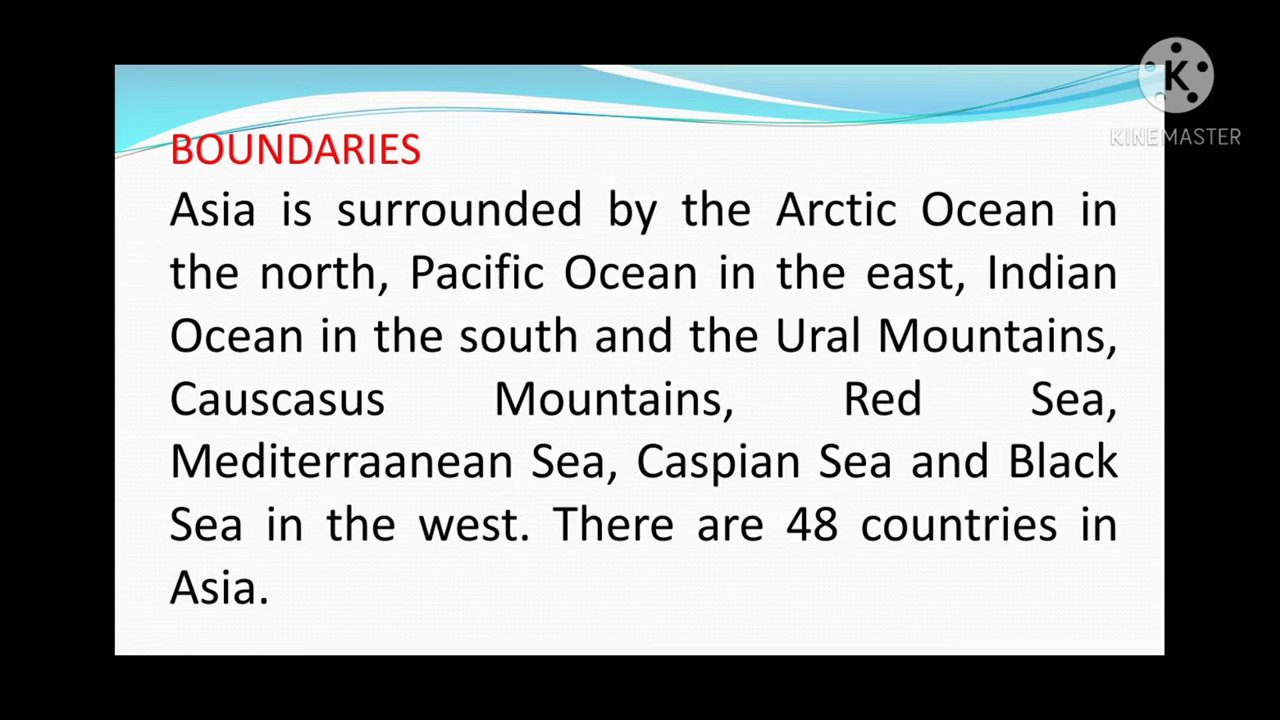 K
KINEMASTER
BOUNDARIES
Asia is surrounded by the Arctic Ocean in
the north, Pacific Ocean in the east, Indian
Ocean in the south and the Ural Mountains,
Causcasus Mountains, Red Sea,
Mediterraanean Sea, Caspian Sea and Black
Sea in the west. There are 48 countries in
Asia.